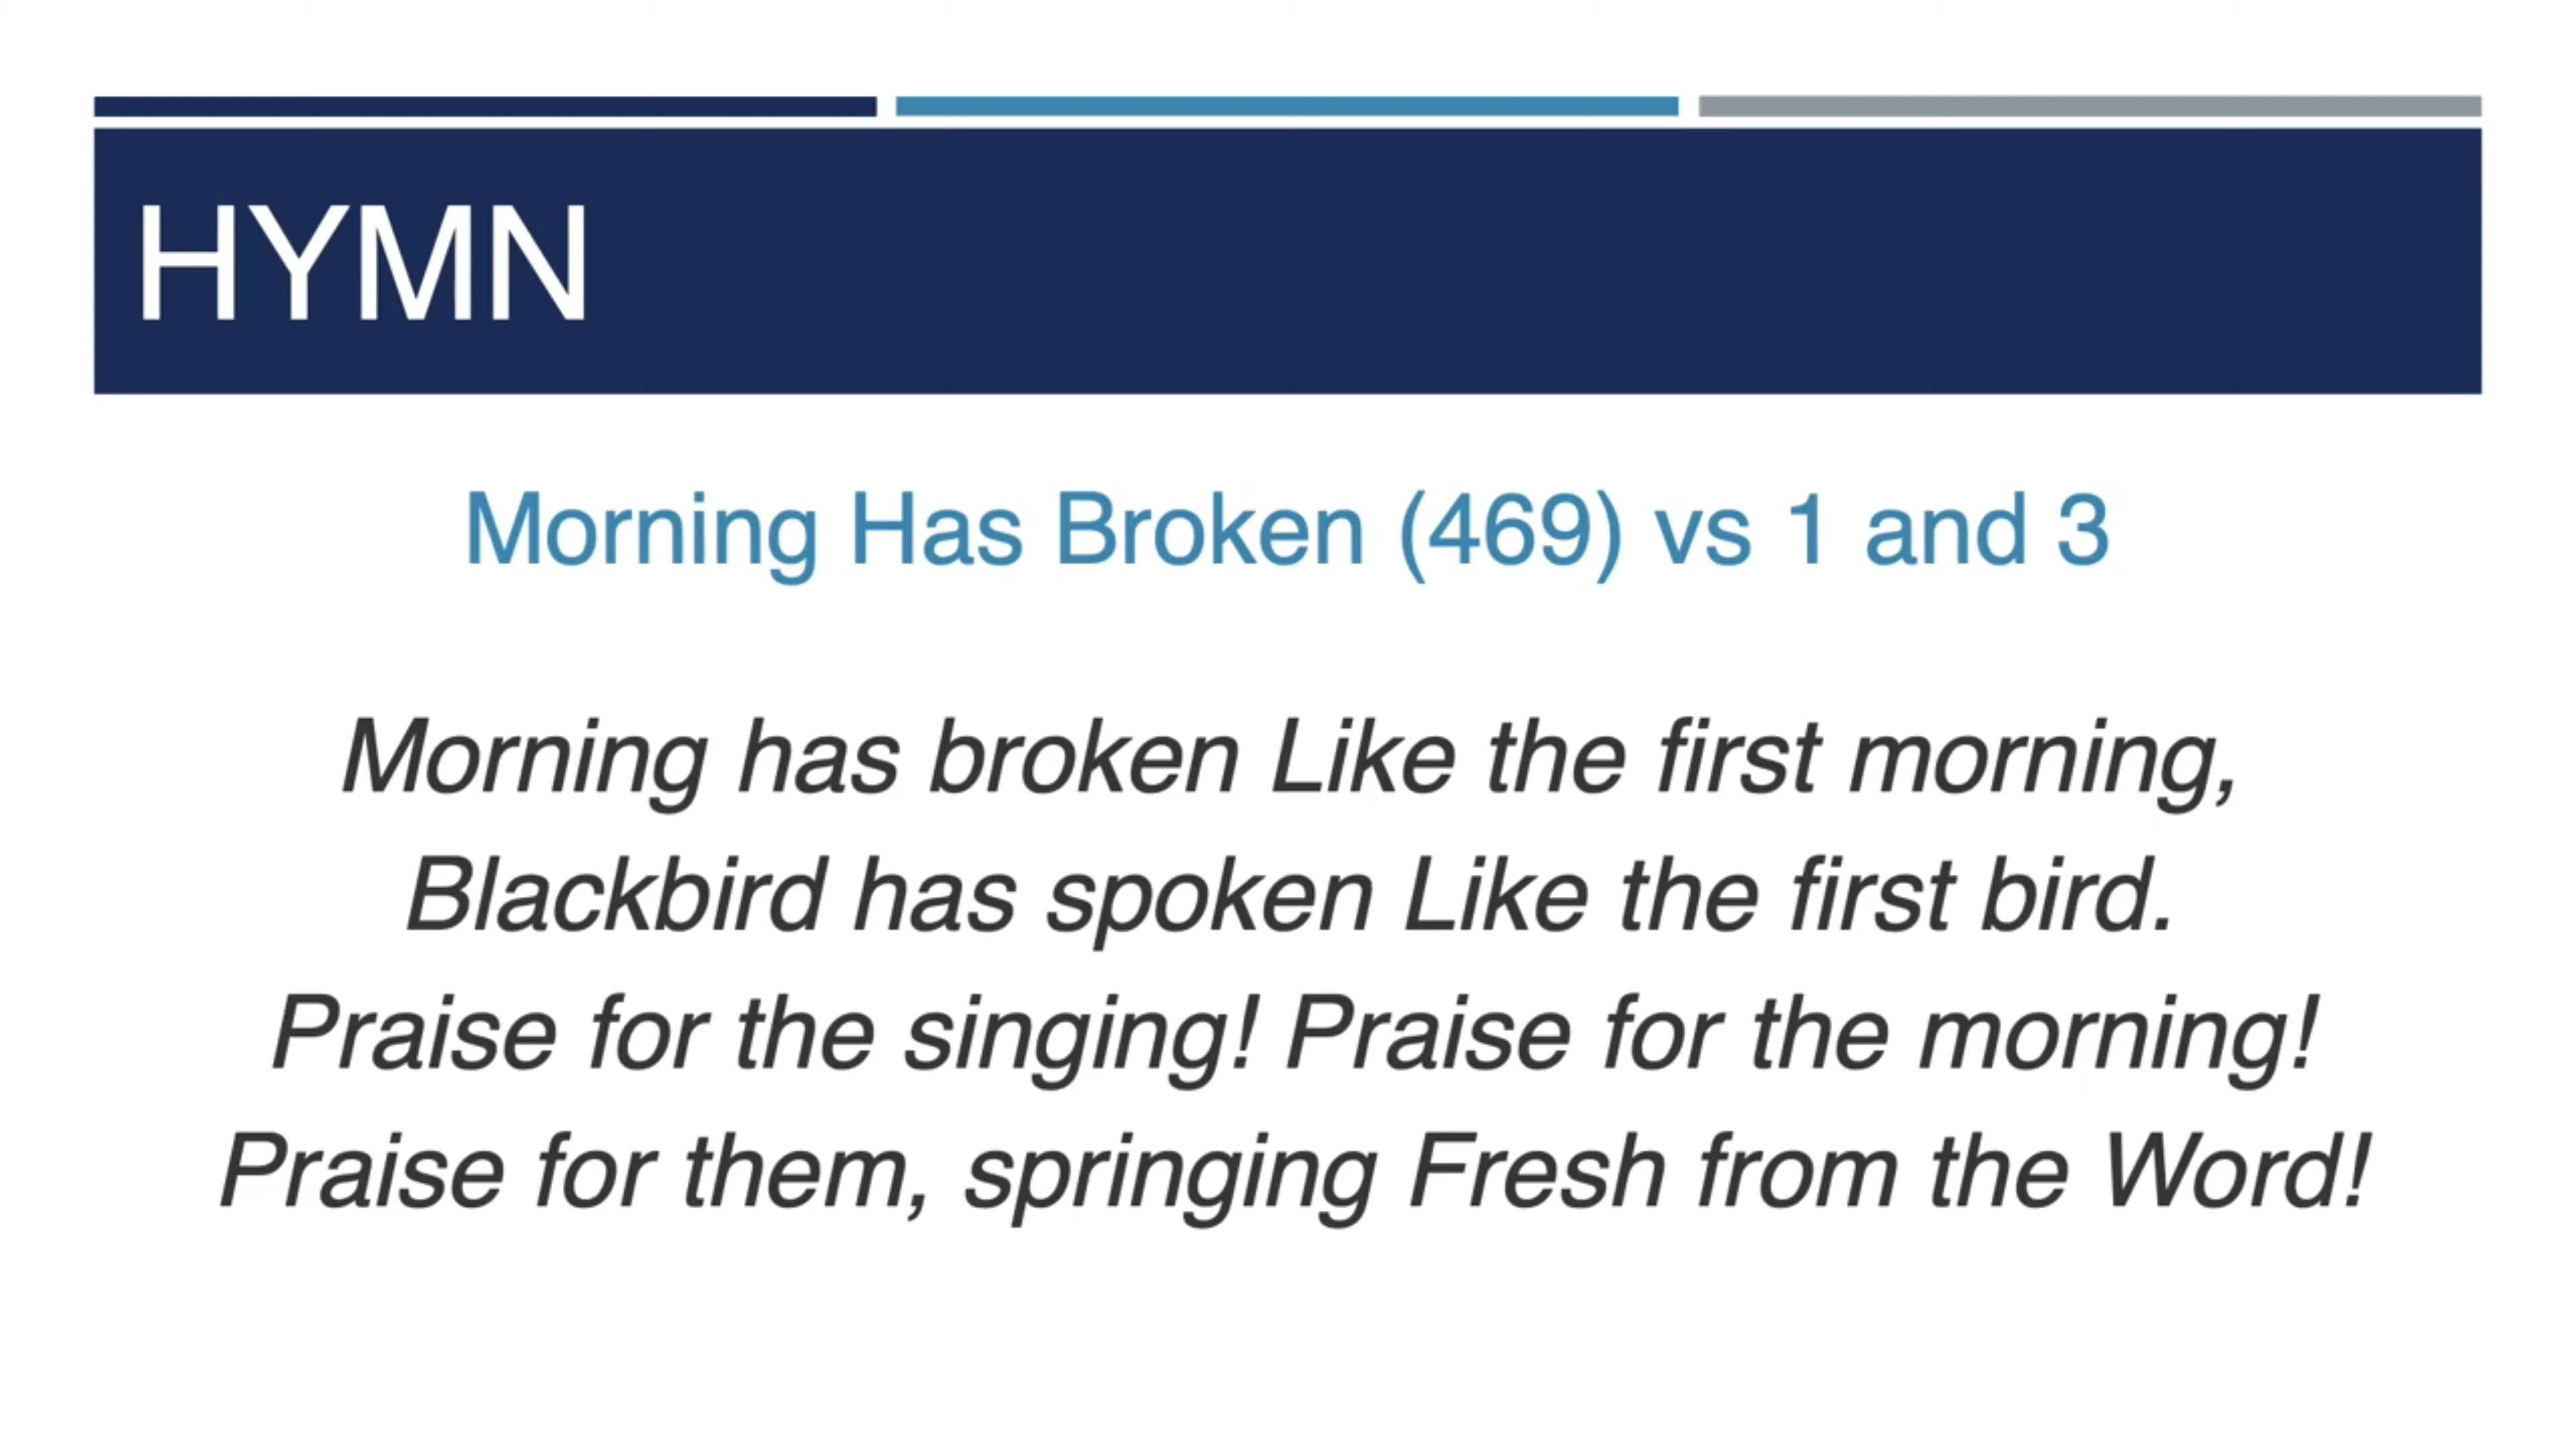 HYMN
Morning Has Broken (469) vs 1 and 3
Morning has broken Like the first morning,
Blackbird has spoken Like the first bird.
Praise for the singing! Praise for the morning!
Praise for them, springing Fresh from the Word!